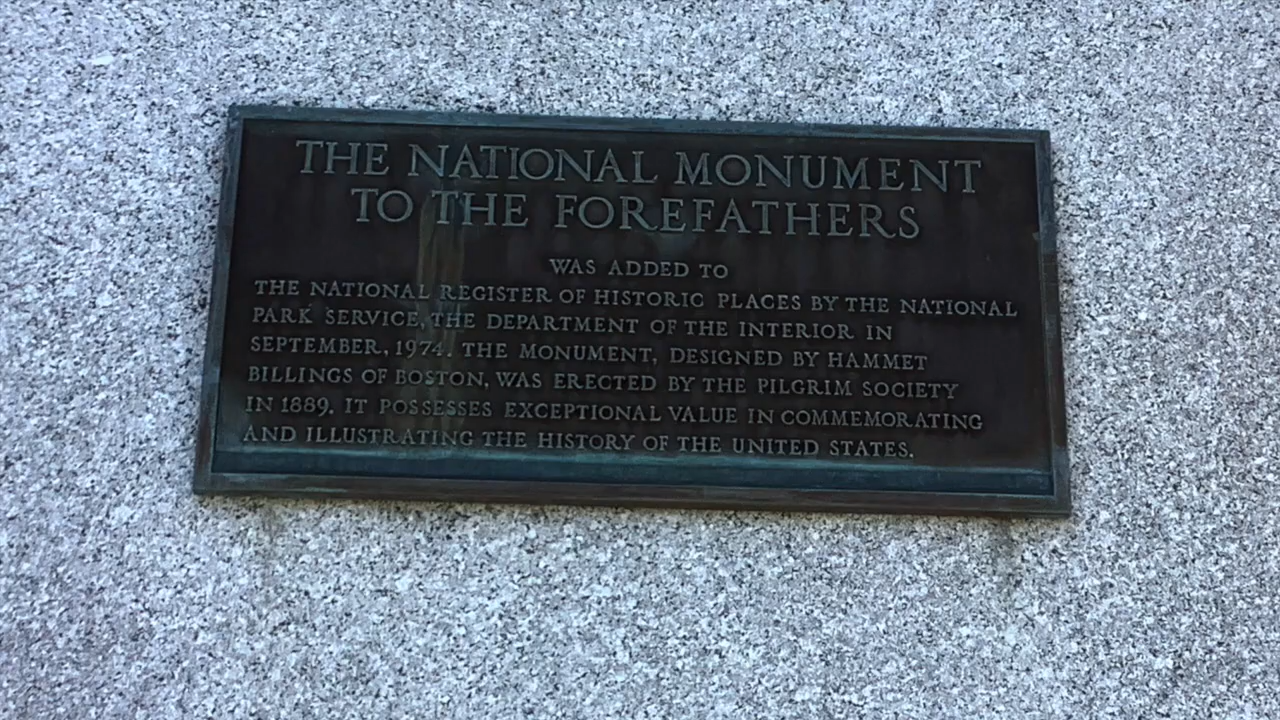 THE NATIONAL MONUMENT
TO THE FOREFATHERS
WAS ADDED TO
THE NATIONAL REGISTER OF HISTORIC PLACES BY THE NATIONAL
PARK SERVICE, THE DEPARTMENT OF THE INTERIOR IN
SEPTEMBER, 1974. THE MONUMENT, DESIGNED BY HAMMET
BILLINGS OF BOSTON, WAS ERECTED BY THE PILGRIM SOCIETY
IN 1889. IT POSSESSES EXCEPTIONAL VALUE IN COMMEMORATING
AND ILLUSTRATING THE HISTORY OF THE UNITED STATES.